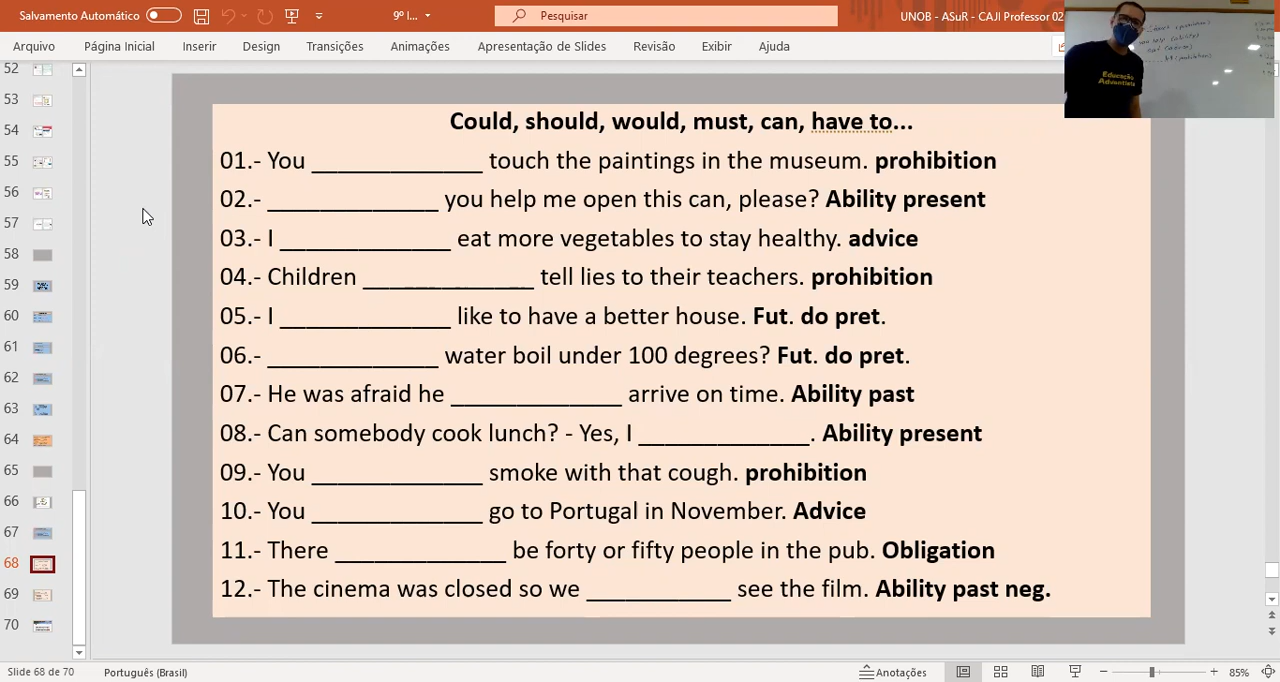 Salvamento Automático
9º I...
Pesquisar
UNOB - ASuR - CAJI Professor 02
Arquivo Página Inicial Inserir Design Transições Animações Apresentação de Slides Revisão Exibir Ajuda
Educação
Adventista
52
53
54
55
56
57
58
59
60
61
62
63
64
65
66
67
68
69
70
Could, should, would, must, can, have to...
01.- You _____________ touch the paintings in the museum. prohibition
02.- _____________ you help me open this can, please? Ability present
03.- I _____________ eat more vegetables to stay healthy. advice
04.- Children _____________ tell lies to their teachers. prohibition
05.- I _____________ like to have a better house. Fut. do pret.
06.- _____________ water boil under 100 degrees? Fut. do pret.
07.- He was afraid he _____________ arrive on time. Ability past
08.- Can somebody cook lunch? - Yes, I _____________. Ability present
09.- You _____________ smoke with that cough. prohibition
10.- You _____________ go to Portugal in November. Advice
11.- There _____________ be forty or fifty people in the pub. Obligation
12.- The cinema was closed so we ___________ see the film. Ability past neg.
Slide 68 de 70 Português (Brasil) Anotações 85%